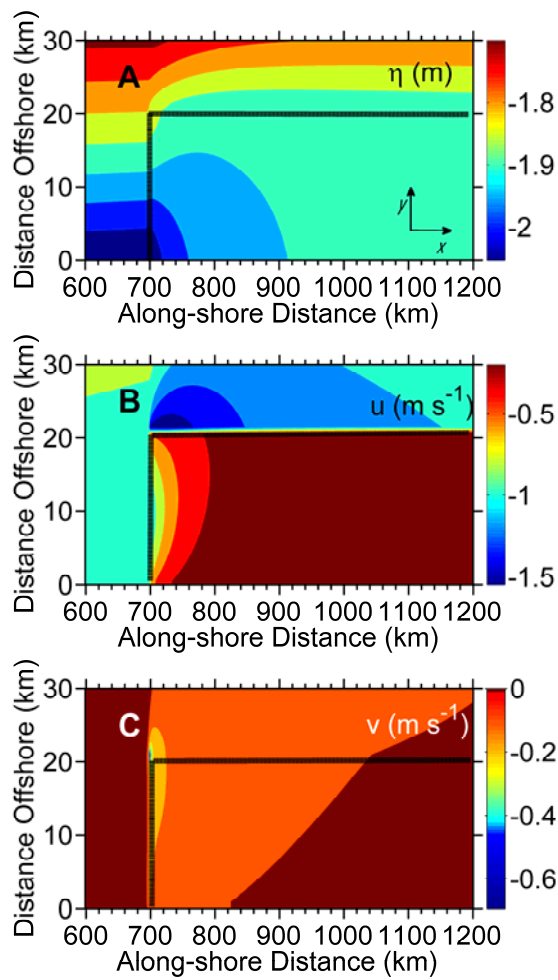 30
A
η (m)
-1.8
20
Distance Offshore (km)
-1.9
10
y
x
-2
0
600 700 800 900 1000 1100 1200
Along-shore Distance (km)
30
B
u (m s⁻¹)
-0.5
20
Distance Offshore (km)
-1
10
0
-1.5
600 700 800 900 1000 1100 1200
Along-shore Distance (km)
30
0
C
v (m s⁻¹)
20
-0.2
Distance Offshore (km)
-0.4
10
-0.6
0
600 700 800 900 1000 1100 1200
Along-shore Distance (km)